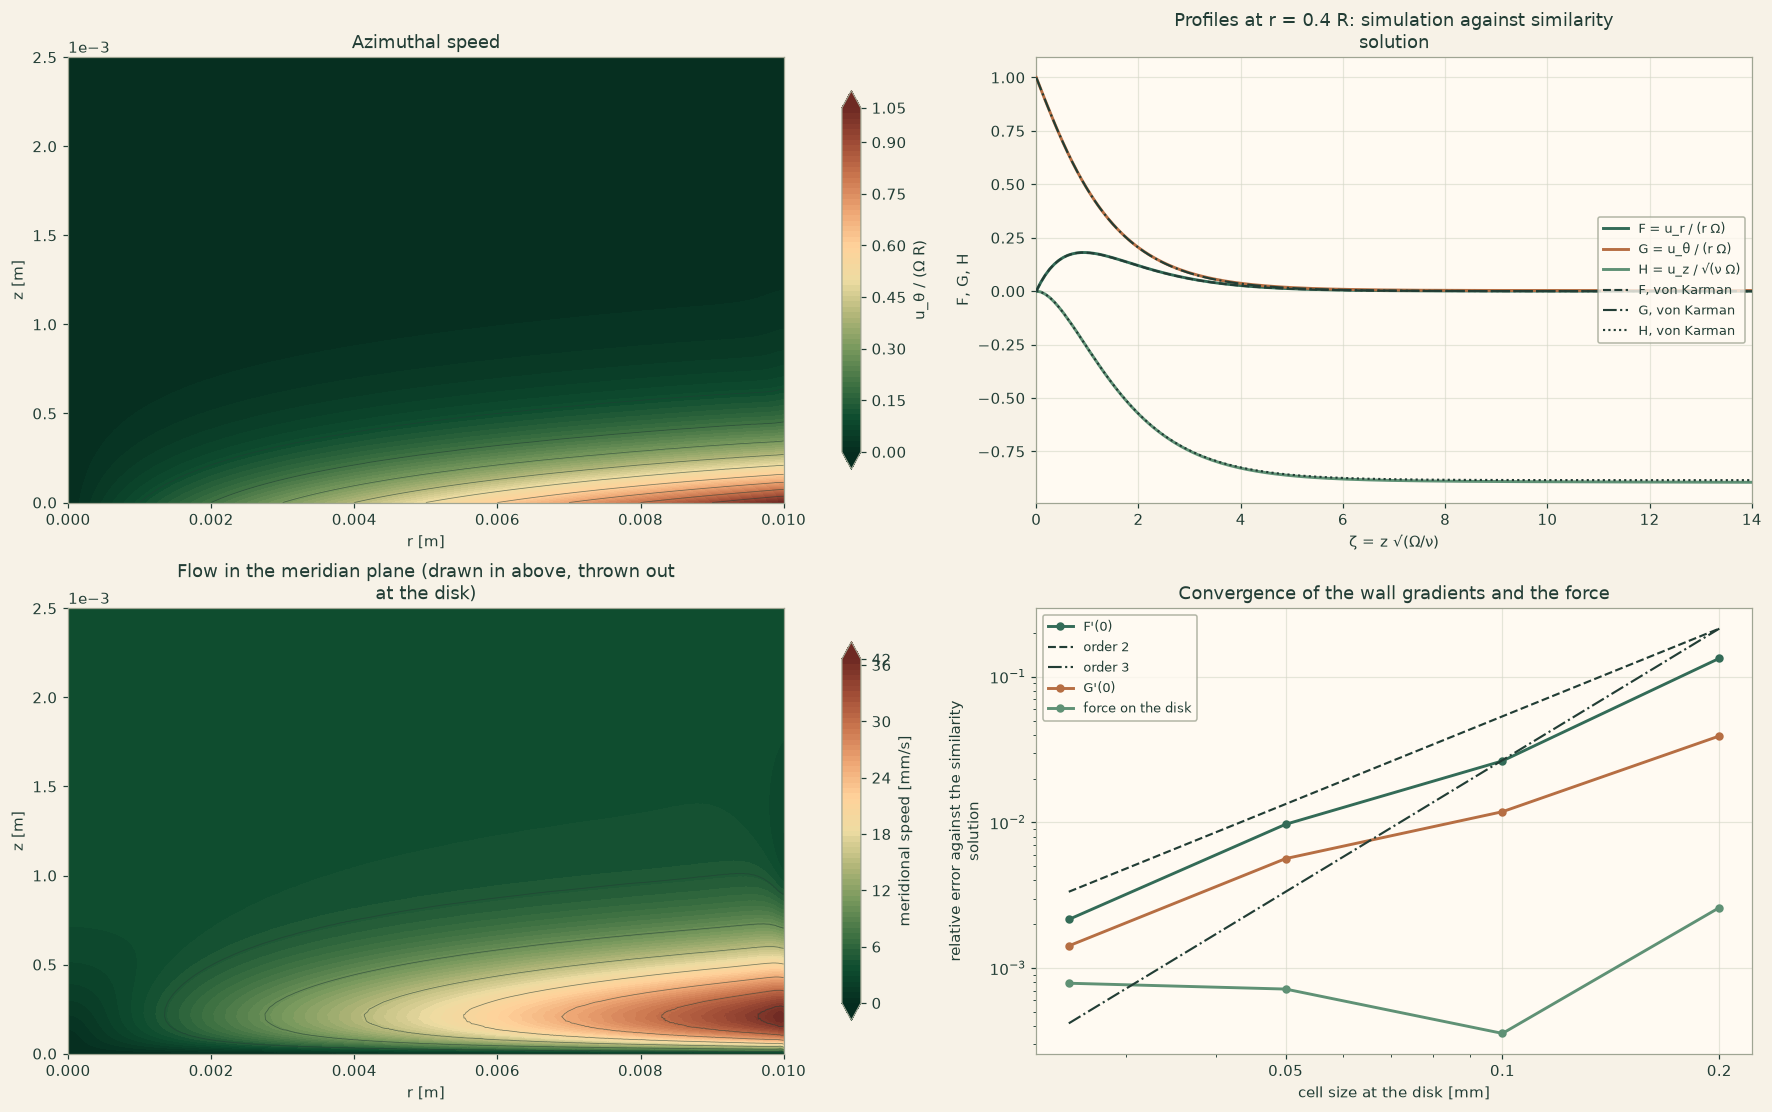 Azimuthal speed
1e−3
2.5
2.0
1.5
1.0
0.5
0.0
z [m]
0.000
0.002
0.004
0.006
0.008
0.010
r [m]
1.05
0.90
0.75
0.60
0.45
0.30
0.15
0.00
u_θ / (Ω R)
Profiles at r = 0.4 R: simulation against similarity
solution
1.00
0.75
0.50
0.25
0.00
−0.25
−0.50
−0.75
F, G, H
F = u_r / (r Ω)
G = u_θ / (r Ω)
H = u_z / √(ν Ω)
F, von Karman
G, von Karman
H, von Karman
0
2
4
6
8
10
12
14
ζ = z √(Ω/ν)
Flow in the meridian plane (drawn in above, thrown out
at the disk)
1e−3
2.5
2.0
1.5
1.0
0.5
0.0
z [m]
0.000
0.002
0.004
0.006
0.008
0.010
r [m]
42
36
30
24
18
12
6
0
meridional speed [mm/s]
Convergence of the wall gradients and the force
F'(0)
order 2
order 3
G'(0)
force on the disk
10⁻¹
10⁻²
10⁻³
relative error against the similarity
solution
0.05
0.1
0.2
cell size at the disk [mm]